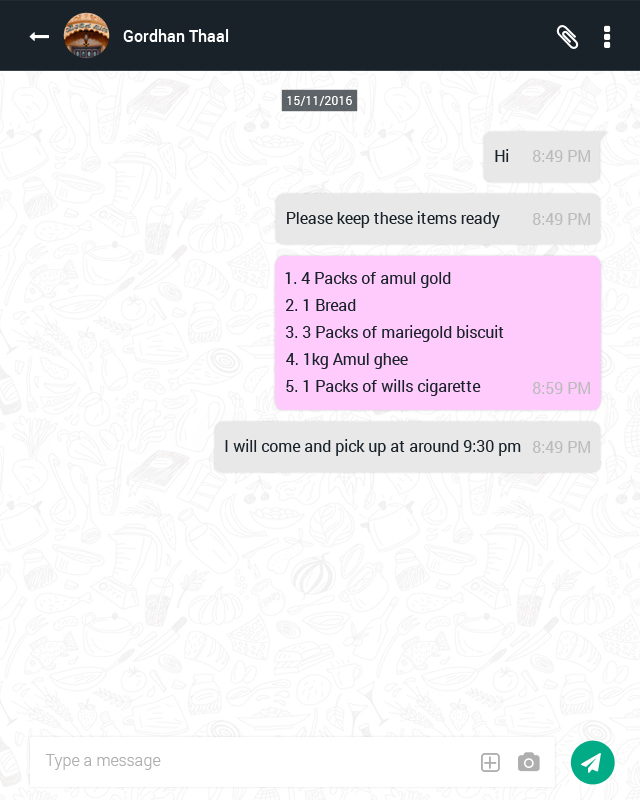 Gordhan Thaal
15/11/2016
Hi 8:49 PM
Please keep these items ready 8:49 PM
1. 4 Packs of amul gold
2. 1 Bread
3. 3 Packs of mariegold biscuit
4. 1kg Amul ghee
5. 1 Packs of wills cigarette 8:59 PM
I will come and pick up at around 9:30 pm 8:49 PM
Type a message